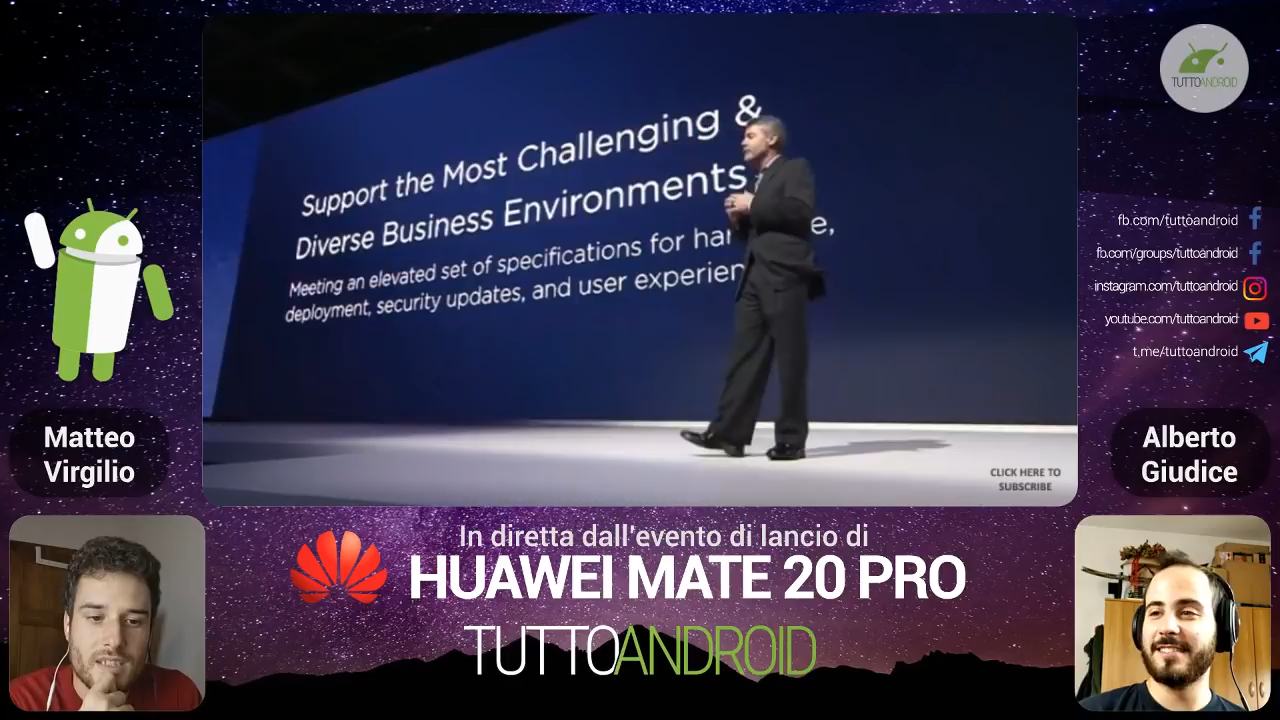 Support the Most Challenging &
Diverse Business Environments
Meeting an elevated set of specifications for
deployment, security updates, and user
CLICK HERE TO
SUBSCRIBE
TUTTOANDROID
fb.com/tuttoandroid
fb.com/groups/tuttoandroid
instagram.com/tuttoandroid
youtube.com/tuttoandroid
t.me/tuttoandroid
Matteo
Virgilio
Alberto
Giudice
In diretta dall'evento di lancio di
HUAWEI MATE 20 PRO
TUTTOANDROID